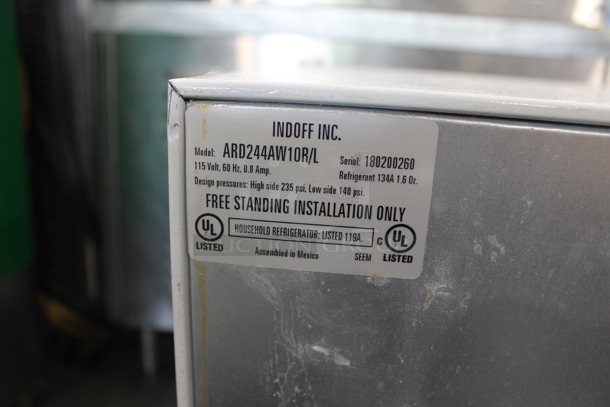 INDOFF INC.
Model: ARD244AW10R/L Serial: 180200260
115 Volt, 60 Hz, 0.8 Amp. Refrigerant 134A 1.6 Oz.
Design pressures: High side 235 psi, Low side 140 psi.
FREE STANDING INSTALLATION ONLY
UL LISTED
HOUSEHOLD REFRIGERATOR; LISTED 119A.
C UL LISTED
Assembled in Mexico SEEM